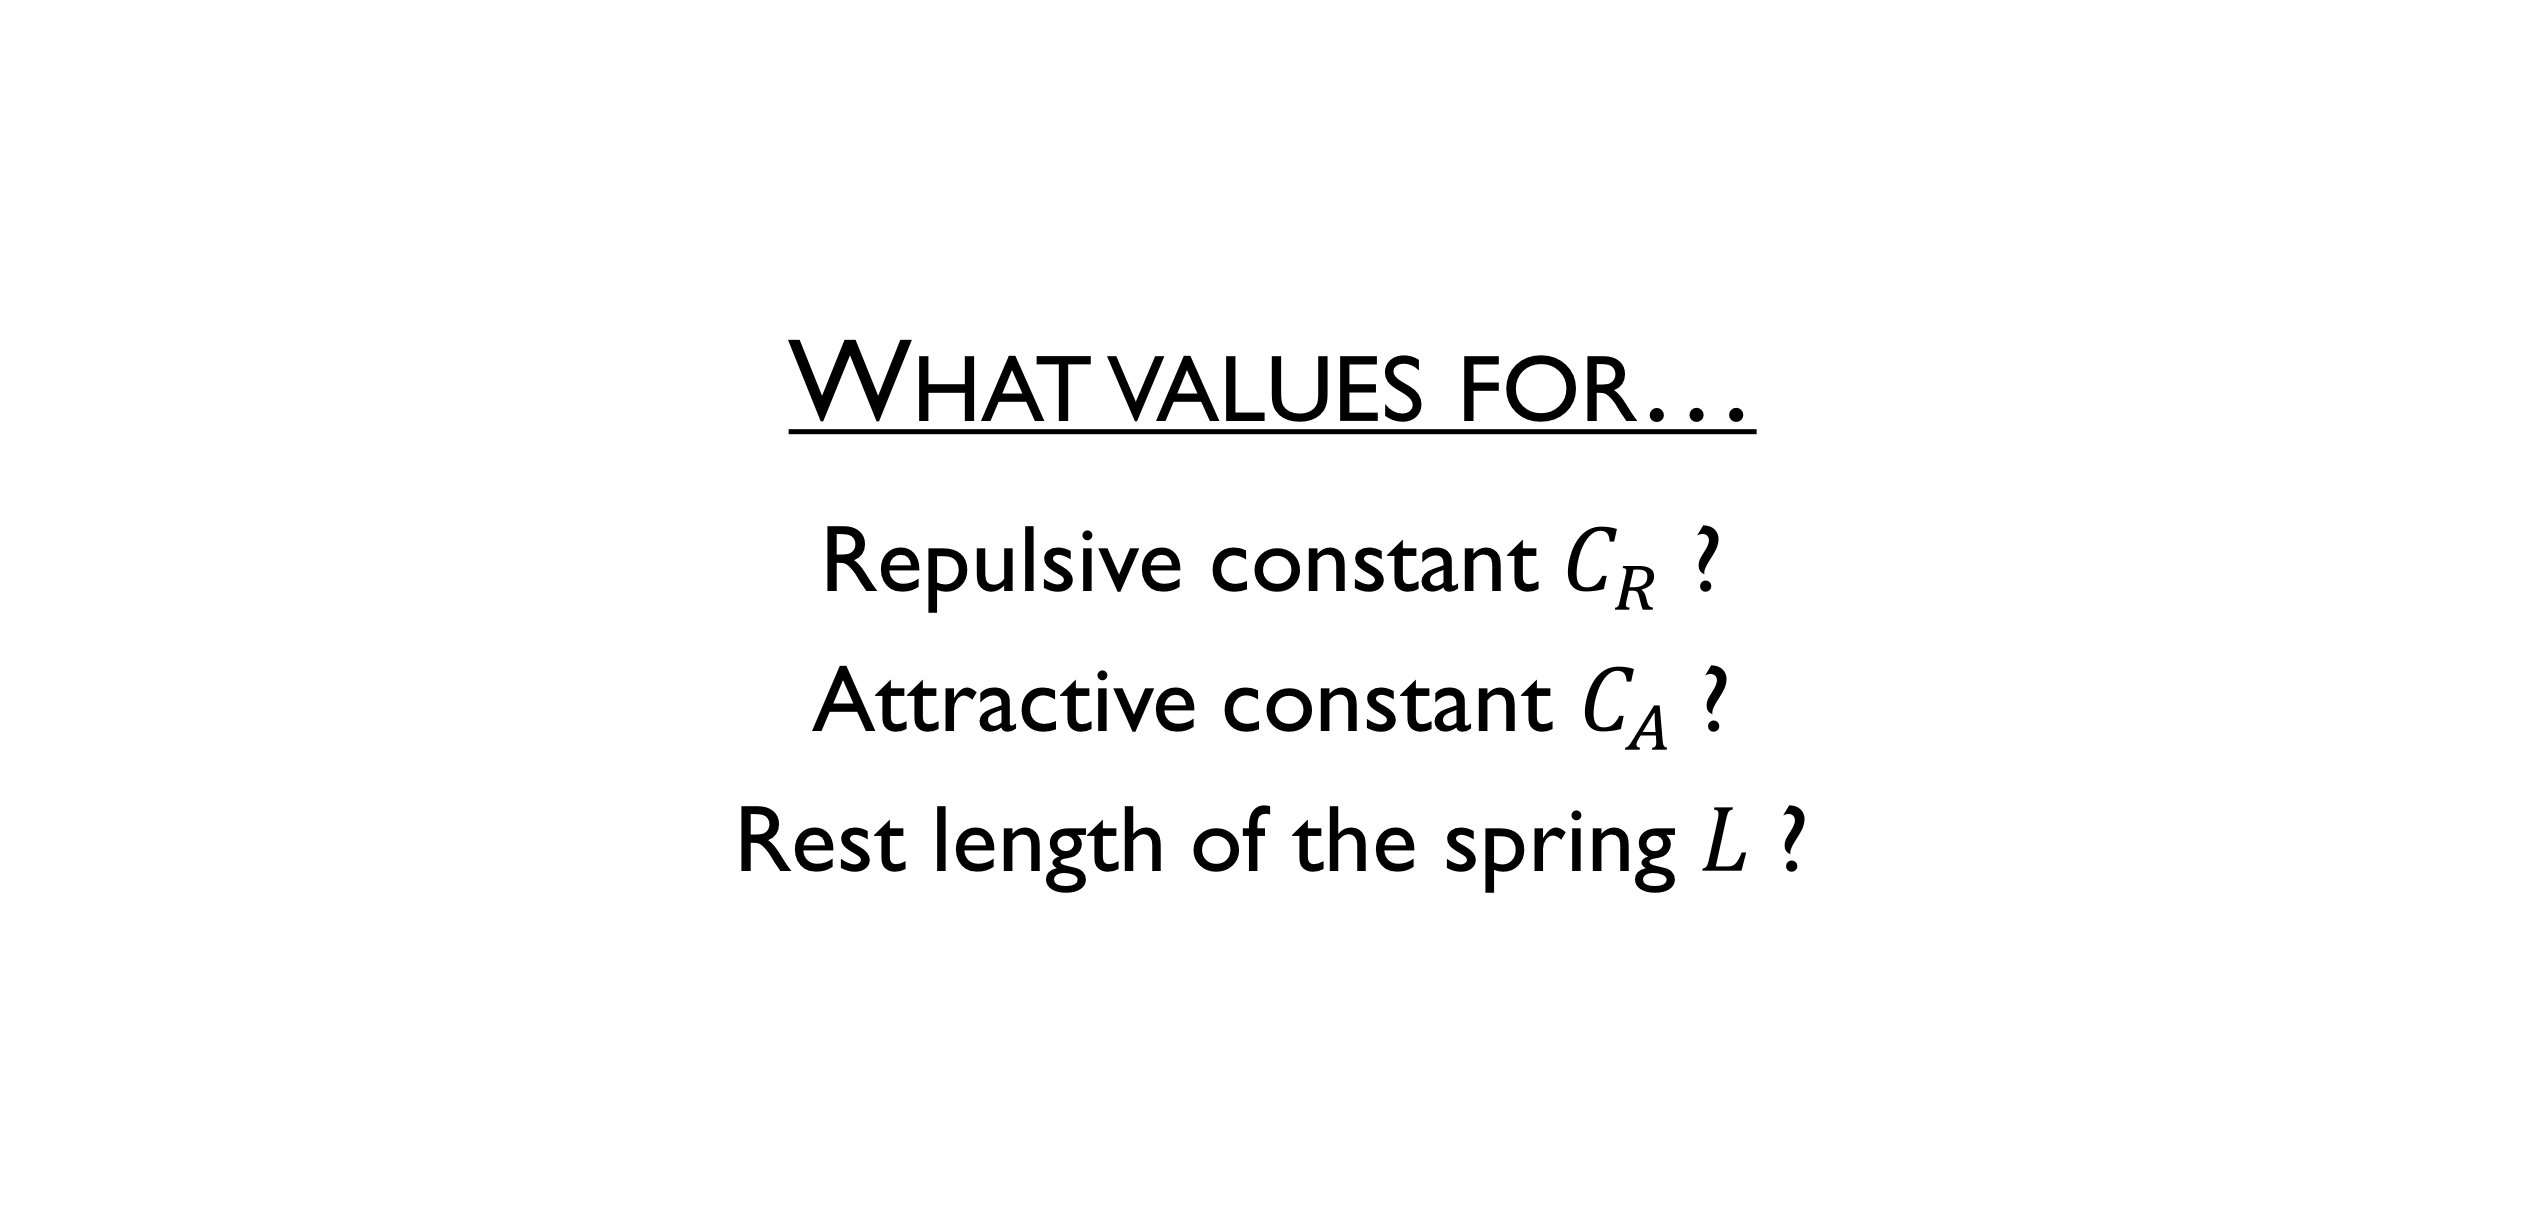 WHAT VALUES FOR…
Repulsive constant C_R ?
Attractive constant C_A ?
Rest length of the spring L ?